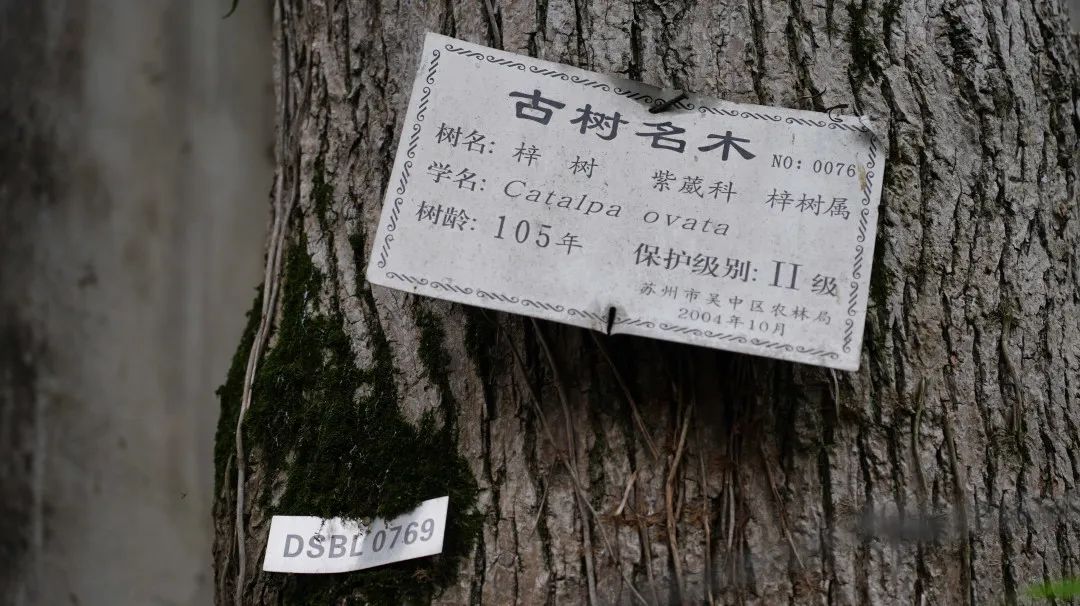 古树名木 NO: 0076
树名: 梓 树 紫葳科 梓树属
学名: Catalpa ovata
树龄: 105年 保护级别: II 级
苏州市吴中区农林局
2004年10月
DSBL 0769